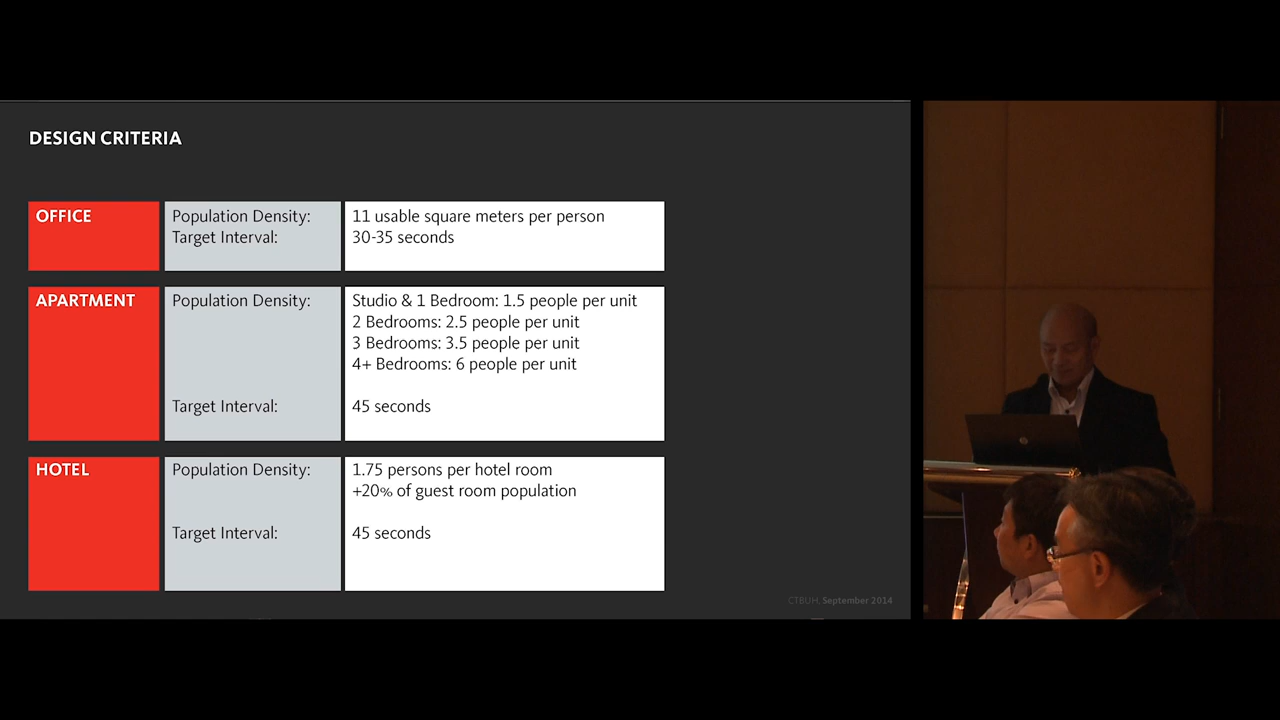 DESIGN CRITERIA
OFFICE
Population Density:
11 usable square meters per person
Target Interval:
30-35 seconds
APARTMENT
Population Density:
Studio & 1 Bedroom: 1.5 people per unit
2 Bedrooms: 2.5 people per unit
3 Bedrooms: 3.5 people per unit
4+ Bedrooms: 6 people per unit
Target Interval:
45 seconds
HOTEL
Population Density:
1.75 persons per hotel room
+20% of guest room population
Target Interval:
45 seconds
CTBUH, September 2014